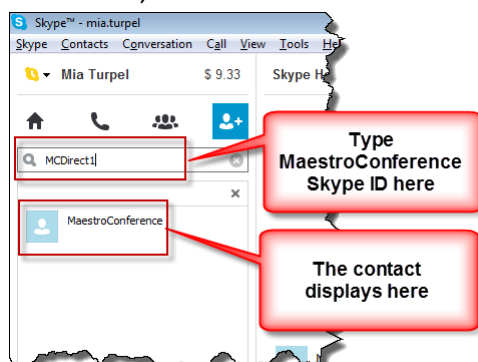 Skype™ - mia.turpel
Skype Contacts Conversation Call View Tools
Mia Turpel $ 9.33 Skype
MCDirect1
MaestroConference
Type
MaestroConference
Skype ID here
The contact
displays here